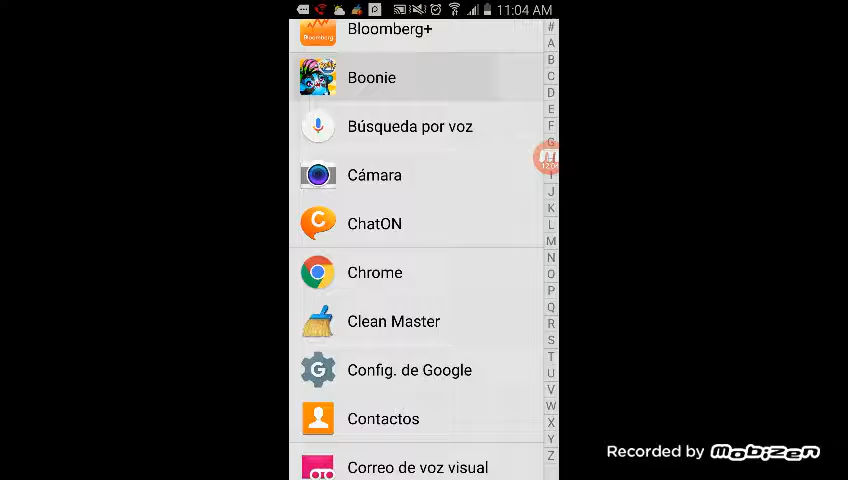 11:04 AM
Bloomberg+
Bloomberg
Boonie
Búsqueda por voz
Cámara
ChatON
Chrome
Clean Master
Config. de Google
Contactos
Correo de voz visual
#
A
B
C
D
E
F
G
I
J
K
L
M
N
O
P
Q
R
S
T
U
V
W
X
Y
Z
Recorded by mobizen